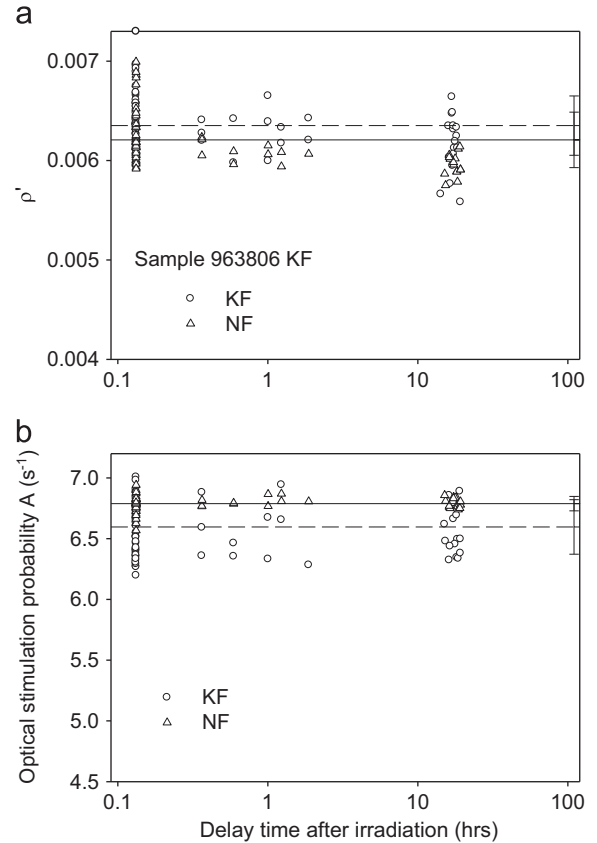 a
0.007
0.006
0.005
0.004
ρ'
Sample 963806 KF
KF
NF
0.1
1
10
100
b
7.0
6.5
6.0
5.5
5.0
4.5
Optical stimulation probability A (s⁻¹)
KF
NF
0.1
1
10
100
Delay time after irradiation (hrs)